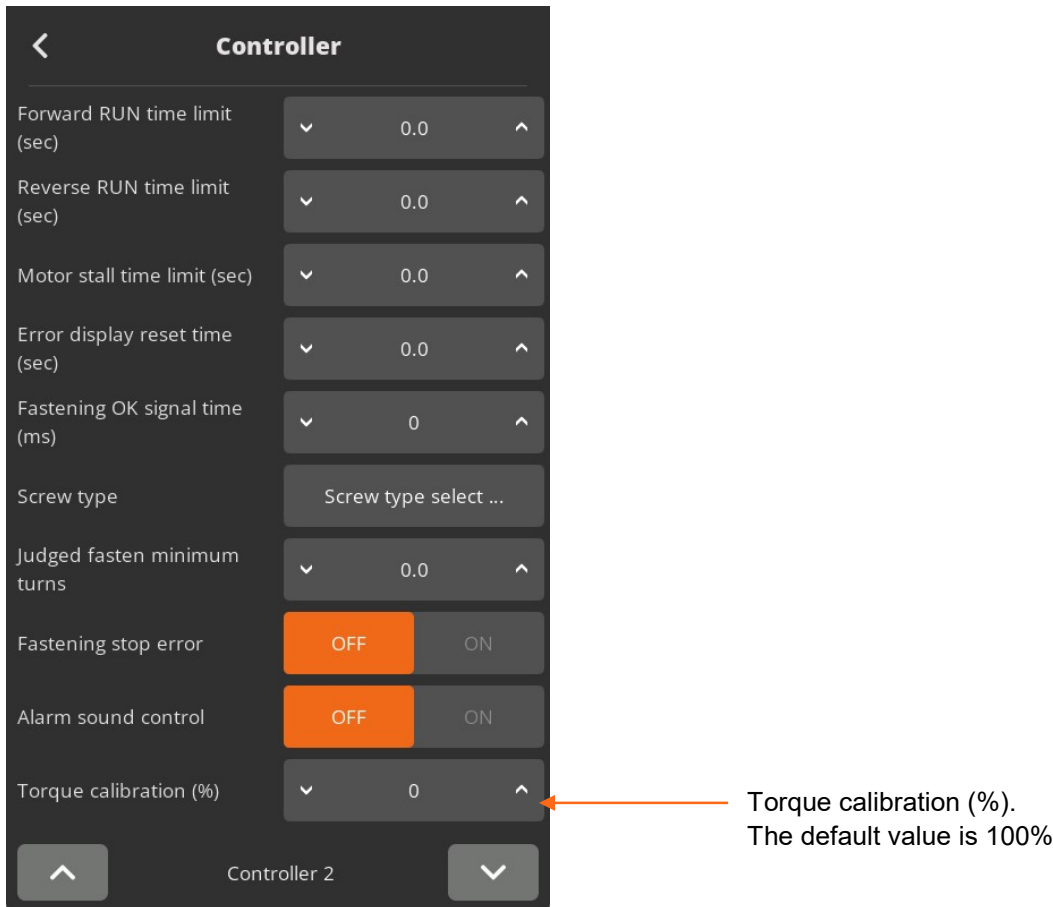 Controller
Forward RUN time limit
(sec)
0.0
Reverse RUN time limit
(sec)
0.0
Motor stall time limit (sec)
0.0
Error display reset time
(sec)
0.0
Fastening OK signal time
(ms)
0
Screw type
Screw type select ...
Judged fasten minimum
turns
0.0
Fastening stop error
OFF ON
Alarm sound control
OFF ON
Torque calibration (%)
0
Torque calibration (%).
The default value is 100%
Controller 2